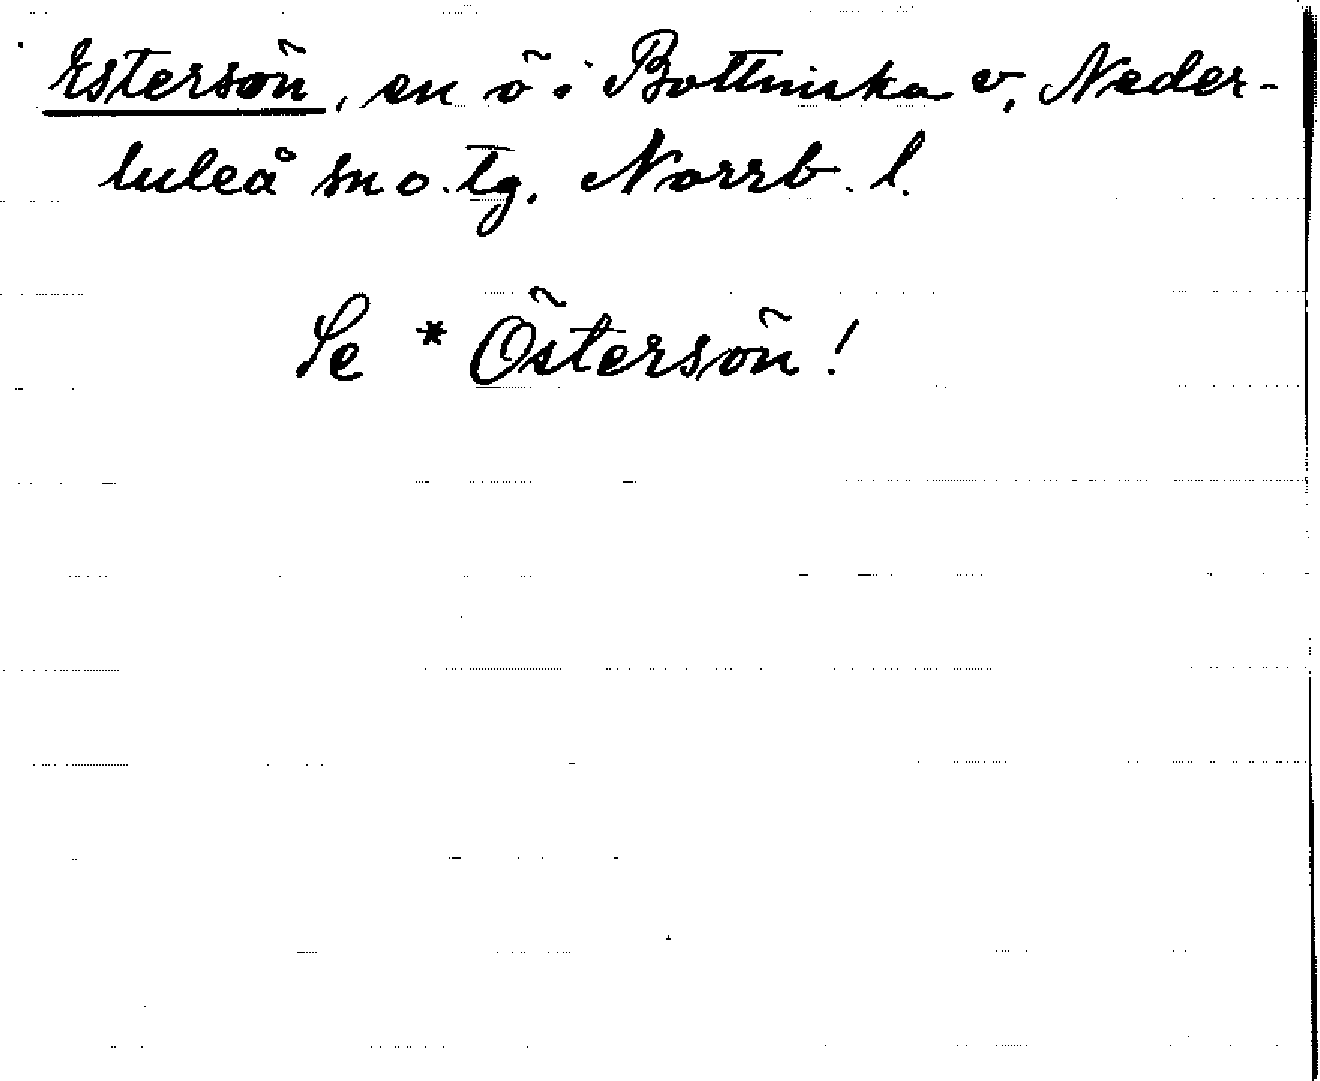 Estersön, en ö i Bottniska v, Neder-
luleå sn o. tg. Norrb. l.
Se * Östersön!